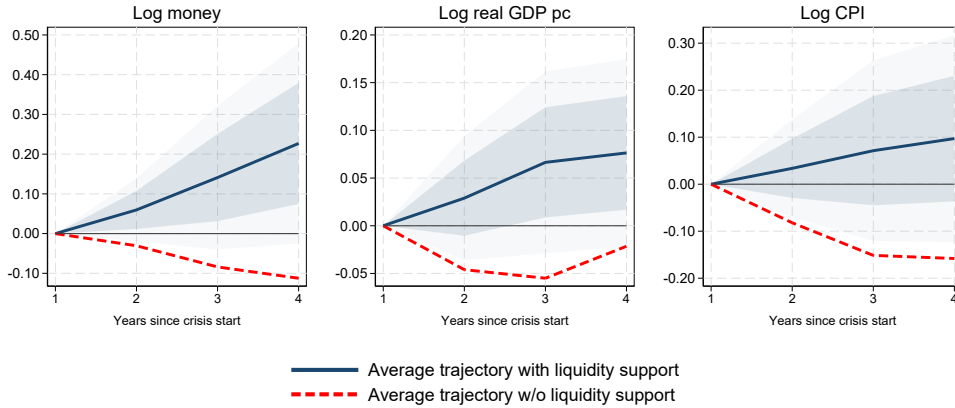 Log money
0.50
0.40
0.30
0.20
0.10
0.00
-0.10
1 2 3 4
Years since crisis start
Log real GDP pc
0.20
0.15
0.10
0.05
0.00
-0.05
1 2 3 4
Years since crisis start
Log CPI
0.30
0.20
0.10
0.00
-0.10
-0.20
1 2 3 4
Years since crisis start
Average trajectory with liquidity support
Average trajectory w/o liquidity support